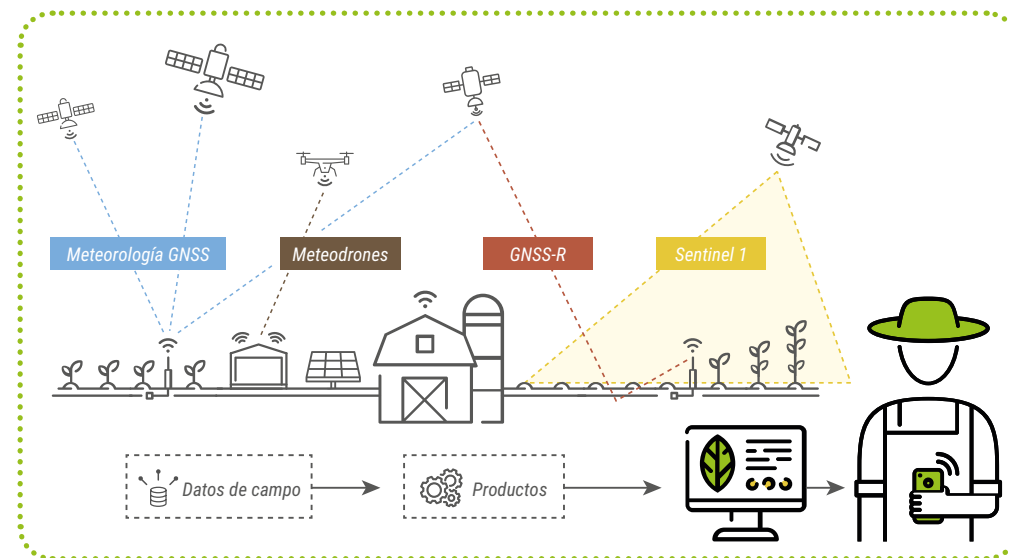 Meteorología GNSS
Meteodrones
GNSS-R
Sentinel 1
Datos de campo
Productos